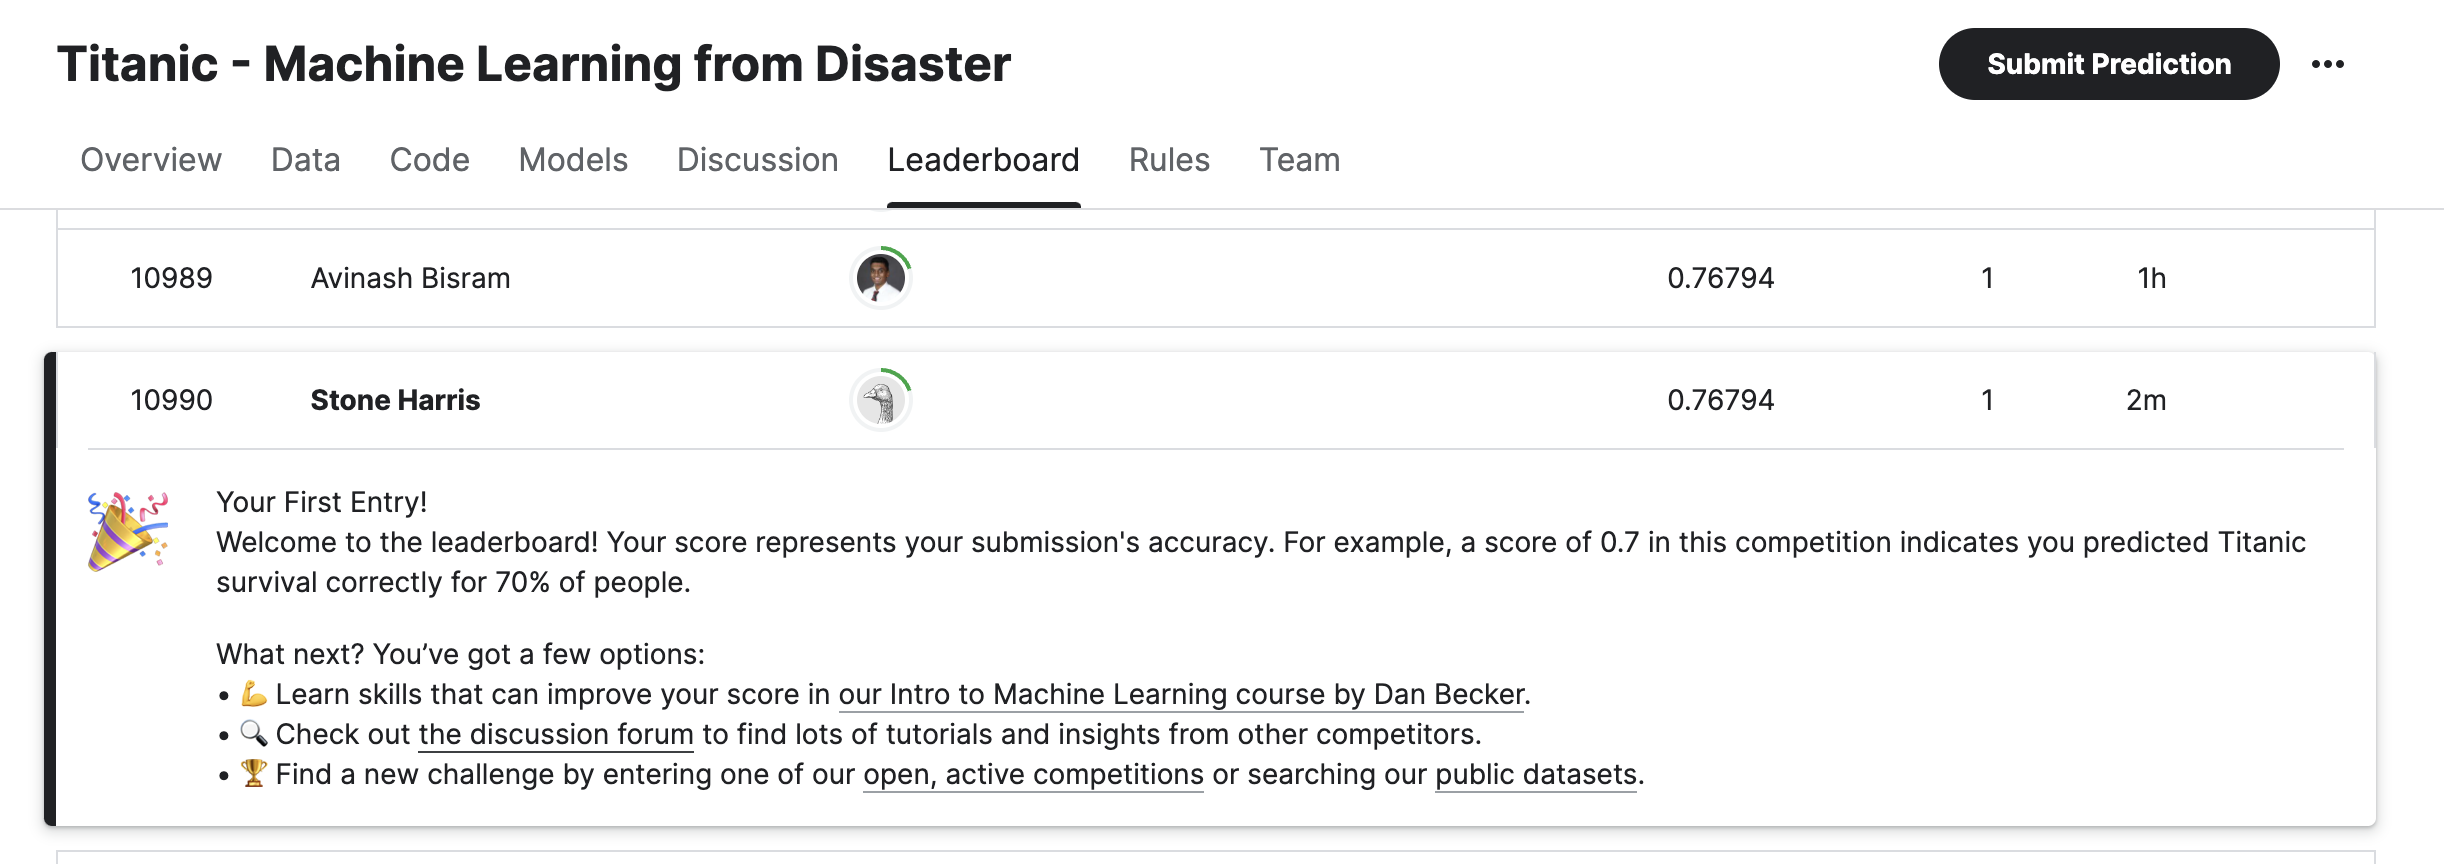 Titanic - Machine Learning from Disaster
Submit Prediction
Overview Data Code Models Discussion Leaderboard Rules Team
10989 Avinash Bisram 0.76794 1 1h
10990 Stone Harris 0.76794 1 2m
Your First Entry!
Welcome to the leaderboard! Your score represents your submission's accuracy. For example, a score of 0.7 in this competition indicates you predicted Titanic
survival correctly for 70% of people.
What next? You’ve got a few options:
• 💪 Learn skills that can improve your score in our Intro to Machine Learning course by Dan Becker.
• 🔍 Check out the discussion forum to find lots of tutorials and insights from other competitors.
• 🏆 Find a new challenge by entering one of our open, active competitions or searching our public datasets.